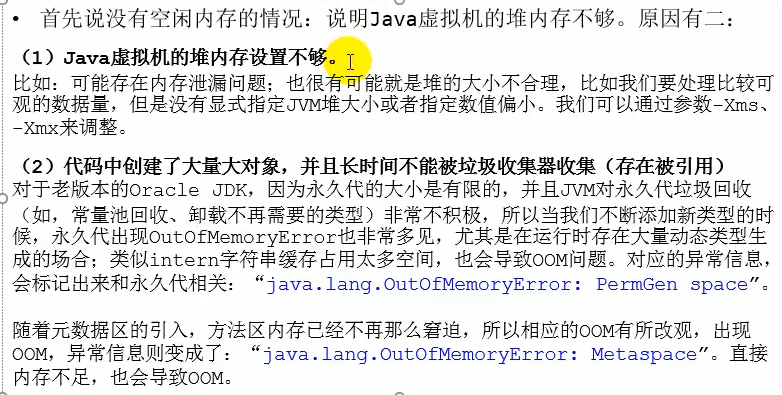 • 首先说没有空闲内存的情况：说明Java虚拟机的堆内存不够。原因有二：
（1）Java虚拟机的堆内存设置不够。
比如：可能存在内存泄漏问题；也很有可能就是堆的大小不合理，比如我们要处理比较可
观的数据量，但是没有显式指定JVM堆大小或者指定数值偏小。我们可以通过参数-Xms、
-Xmx来调整。
（2）代码中创建了大量大对象，并且长时间不能被垃圾收集器收集（存在被引用）
对于老版本的Oracle JDK，因为永久代的大小是有限的，并且JVM对永久代垃圾回收
（如，常量池回收、卸载不再需要的类型）非常不积极，所以当我们不断添加新类型的时
候，永久代出现OutOfMemoryError也非常多见，尤其是在运行时存在大量动态类型生
成的场合；类似intern字符串缓存占用太多空间，也会导致OOM问题。对应的异常信息，
会标记出来和永久代相关：“java.lang.OutOfMemoryError: PermGen space”。
随着元数据区的引入，方法区内存已经不再那么窘迫，所以相应的OOM有所改观，出现
OOM，异常信息则变成了：“java.lang.OutOfMemoryError: Metaspace”。直接
内存不足，也会导致OOM。